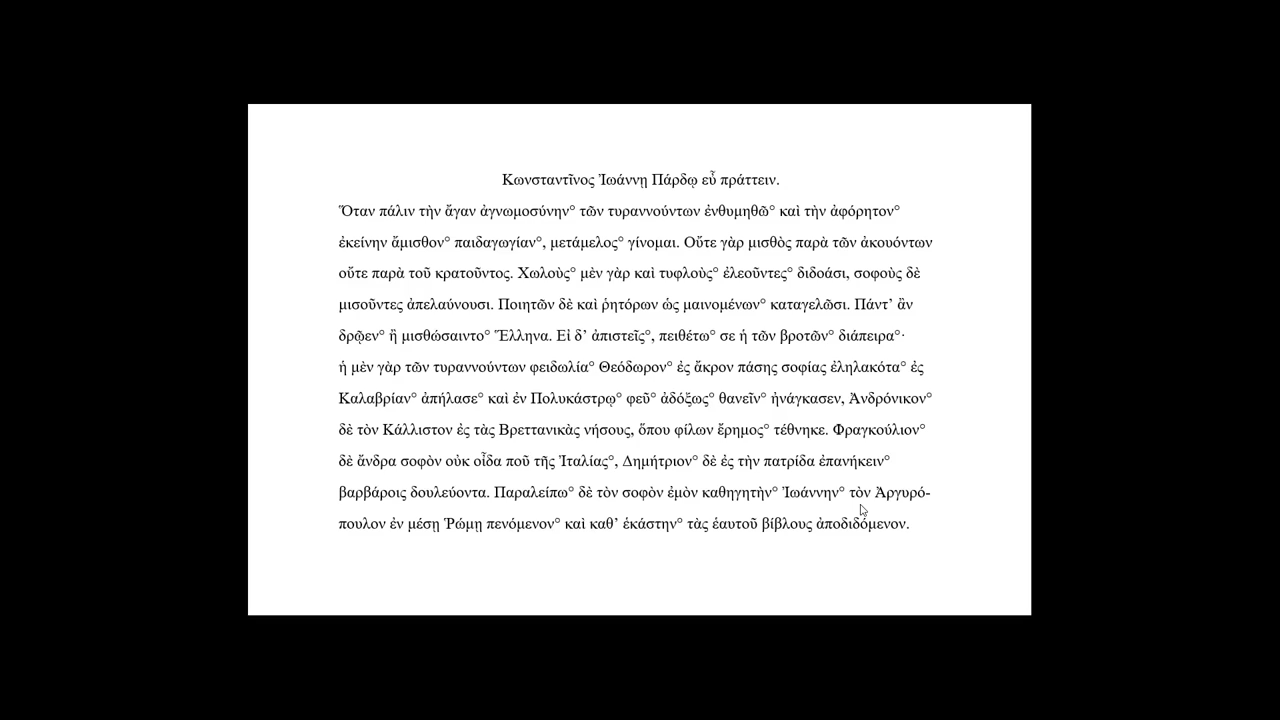 Κωνσταντῖνος Ἰωάννῃ Πάρδῳ εὖ πράττειν.
Ὅταν πάλιν τὴν ἄγαν ἀγνωμοσύνην° τῶν τυραννούντων ἐνθυμηθῶ° καὶ τὴν ἀφόρητον°
ἐκείνην ἄμισθον° παιδαγωγίαν°, μετάμελος° γίνομαι. Οὔτε γὰρ μισθὸς παρὰ τῶν ἀκουόντων
οὔτε παρὰ τοῦ κρατοῦντος. Χωλοὺς° μὲν γὰρ καὶ τυφλοὺς° ἐλεοῦντες° διδοάσι, σοφοὺς δὲ
μισοῦντες ἀπελαύνουσι. Ποιητῶν δὲ καὶ ῥητόρων ὡς μαινομένων° καταγελῶσι. Πάντ’ ἂν
δρῷεν° ἢ μισθώσαιντο° Ἕλληνα. Εἰ δ’ ἀπιστεῖς°, πειθέτω° σε ἡ τῶν βροτῶν° διάπειρα°·
ἡ μὲν γὰρ τῶν τυραννούντων φειδωλία° Θεόδωρον° ἐς ἄκρον πάσης σοφίας ἐληλακότα° ἐς
Καλαβρίαν° ἀπήλασε° καὶ ἐν Πολυκάστρῳ° φεῦ° ἀδόξως° θανεῖν° ἠνάγκασεν, Ἀνδρόνικον°
δὲ τὸν Κάλλιστον ἐς τὰς Βρεττανικὰς νήσους, ὅπου φίλων ἔρημος° τέθνηκε. Φραγκούλιον°
δὲ ἄνδρα σοφὸν οὐκ οἶδα ποῦ τῆς Ἰταλίας°, Δημήτριον° δὲ ἐς τὴν πατρίδα ἐπανήκειν°
βαρβάροις δουλεύοντα. Παραλείπω° δὲ τὸν σοφὸν ἐμὸν καθηγητὴν° Ἰωάννην° τὸν Ἀργυρό-
πουλον ἐν μέσῃ Ῥώμῃ πενόμενον° καὶ καθ’ ἑκάστην° τὰς ἑαυτοῦ βίβλους ἀποδιδόμενον.